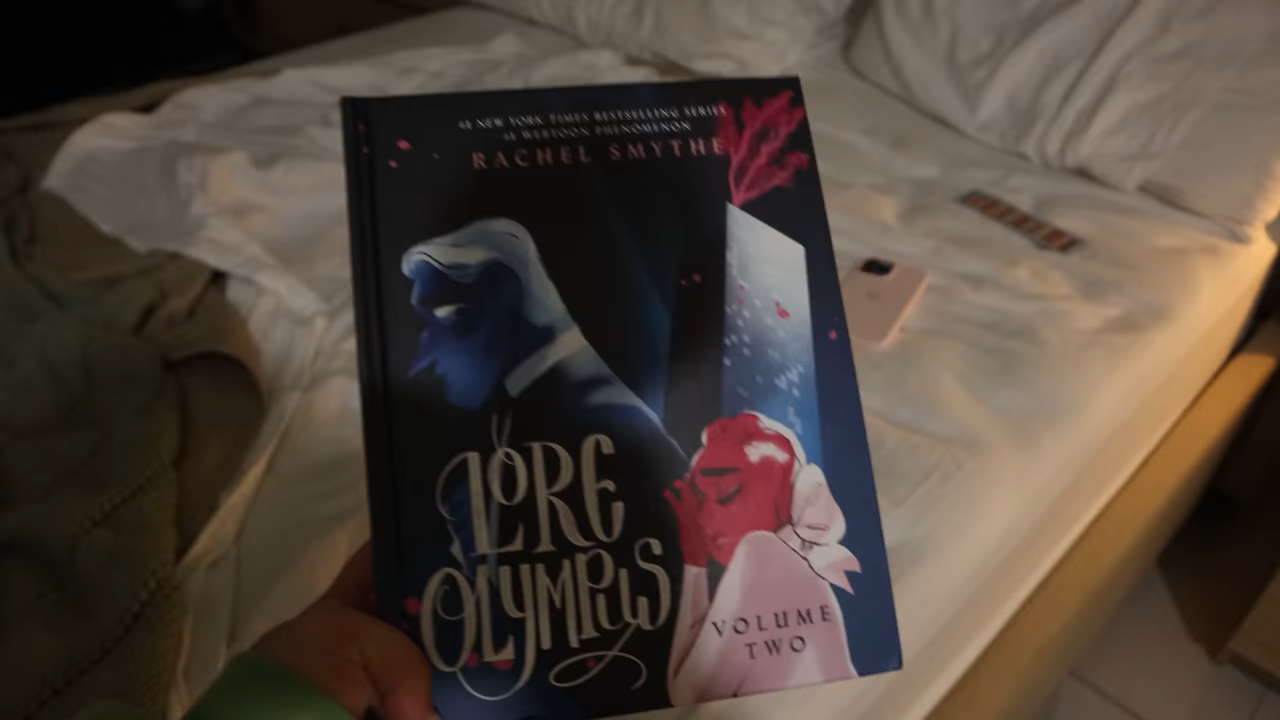 #1 NEW YORK TIMES BESTSELLING SERIES
#1 WEBTOON PHENOMENON
RACHEL SMYTHE
LORE
OLYMPUS
VOLUME
TWO